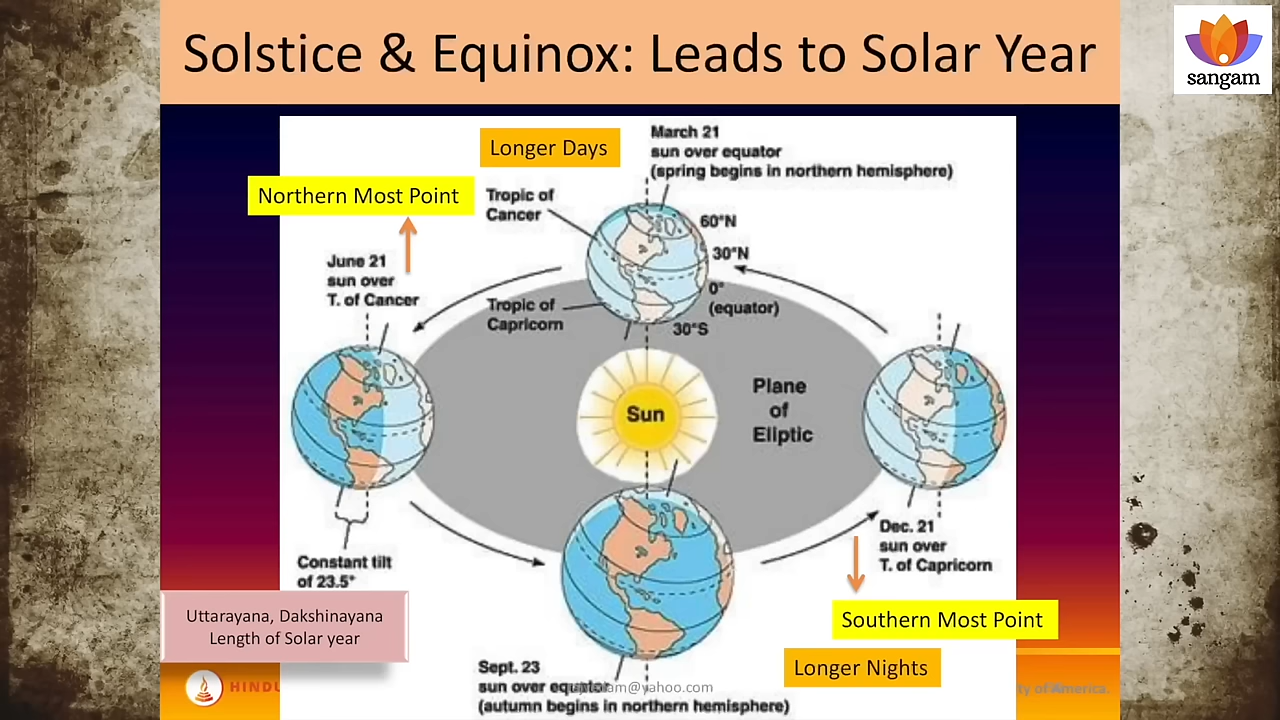 Solstice & Equinox: Leads to Solar Year
sangam
Longer Days
March 21
sun over equator
(spring begins in northern hemisphere)
Northern Most Point
Tropic of
Cancer
60°N
30°N
0°
(equator)
30°S
June 21
sun over
T. of Cancer
Tropic of
Capricorn
Sun
Plane
of
Eliptic
Dec. 21
sun over
T. of Capricorn
Constant tilt
of 23.5°
Uttarayana, Dakshinayana
Length of Solar year
Southern Most Point
Longer Nights
Sept. 23
sun over equator
(autumn begins in northern hemisphere)
HINDU
@yahoo.com
of America.